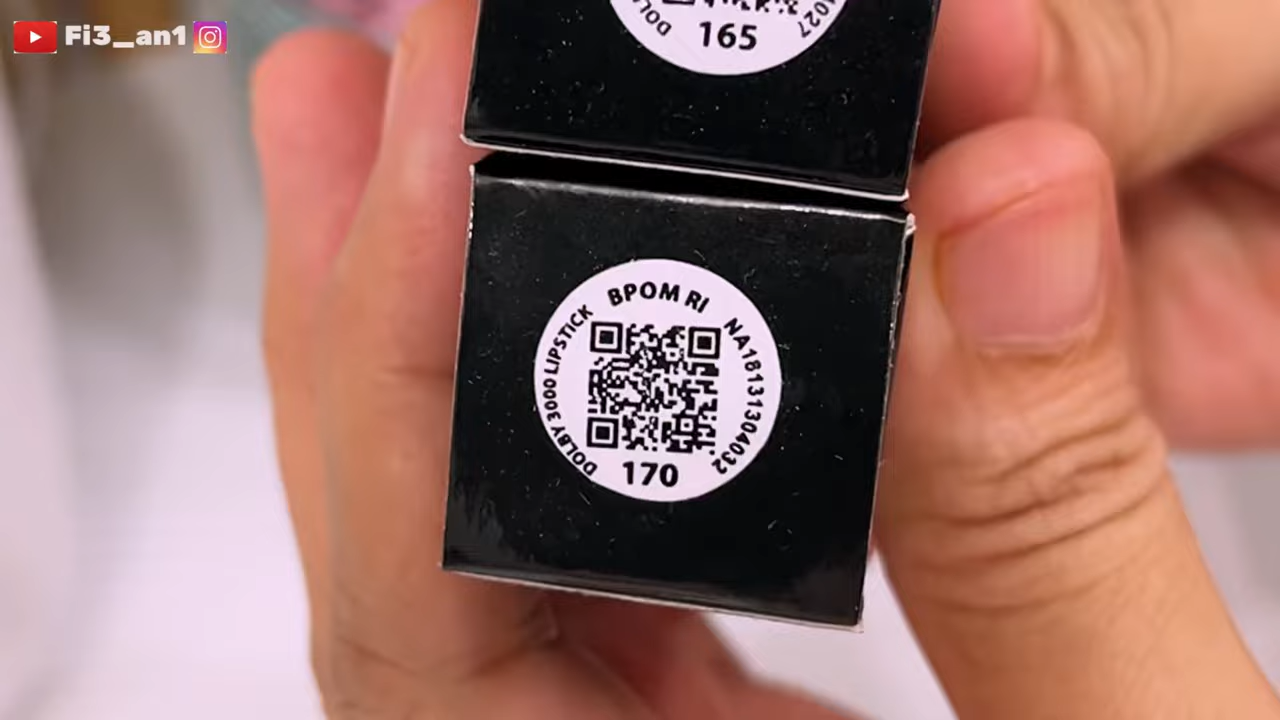 Fi3_an1
165
BPOM RI
DOLBY 3000 LIPSTICK
NA18131304032
170